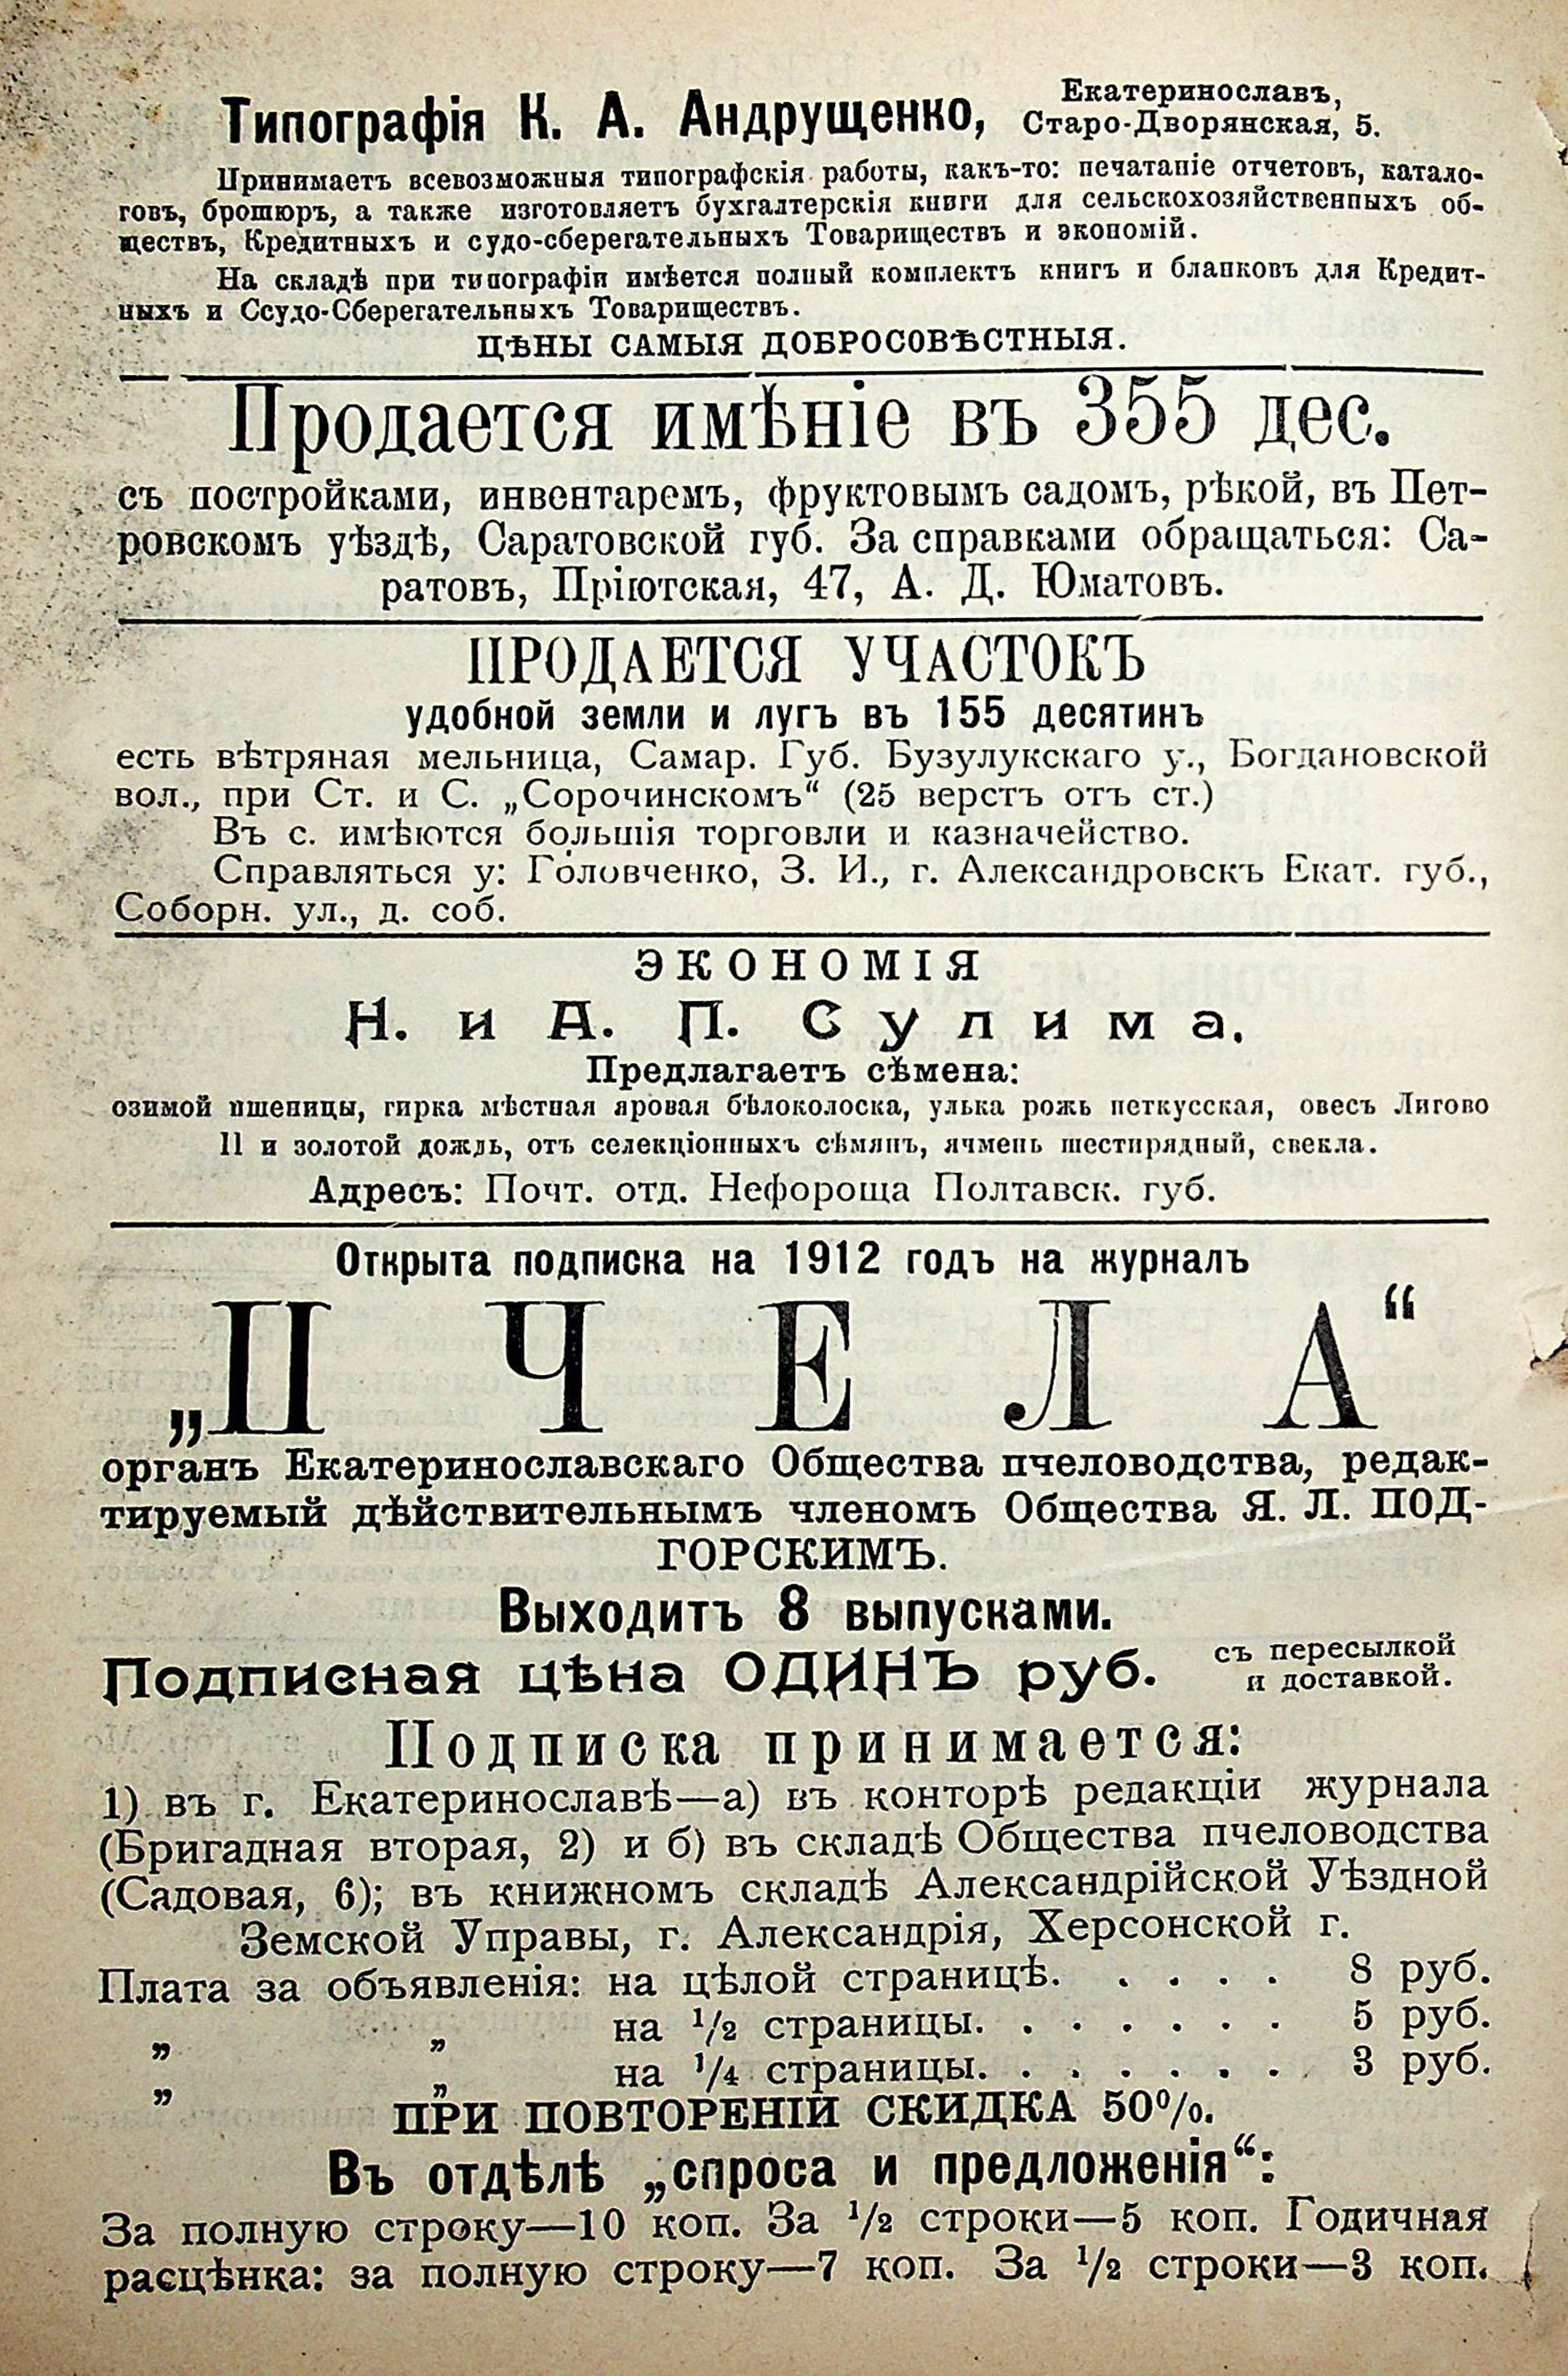 Типографія К. А. Андрущенко, Екатеринославъ,
Старо-Дворянская, 5.
Принимаетъ всевозможныя типографскія работы, какъ-то: печатаніе отчетовъ, катало-
говъ, брошюръ, а также изготовляетъ бухгалтерскія книги для сельскохозяйственныхъ об-
ществъ, Кредитныхъ и судо-сберегательныхъ Товариществъ и экономій.
На складѣ при типографіи имѣется полный комплектъ книгъ и бланковъ для Кредит-
ныхъ и Ссудо-Сберегательныхъ Товариществъ.
ЦѢНЫ САМЫЯ ДОБРОСОВѢСТНЫЯ.
Продается имѣніе въ 355 дес.
съ постройками, инвентаремъ, фруктовымъ садомъ, рѣкой, въ Пет-
ровскомъ уѣздѣ, Саратовской губ. За справками обращаться: Са-
ратовъ, Пріютская, 47, А. Д. Юматовъ.
ПРОДАЕТСЯ УЧАСТОКЪ
удобной земли и лугъ въ 155 десятинъ
есть вѣтряная мельница, Самар. Губ. Бузулукскаго у., Богдановской
вол., при Ст. и С. „Сорочинскомъ“ (25 верстъ отъ ст.)
Въ с. имѣются большія торговли и казначейство.
Справляться у: Головченко, З. И., г. Александровскъ Екат. губ.,
Соборн. ул., д. соб.
ЭКОНОМІЯ
Н. и А. П. Сулима.
Предлагаетъ сѣмена:
озимой пшеницы, гирка мѣстная яровая бѣлоколоска, улька рожь петкусская, овесъ Лигово
II и золотой дождь, отъ селекціонныхъ сѣмянъ, ячмень шестирядный, свекла.
Адресъ: Почт. отд. Нефороща Полтавск. губ.
Открыта подписка на 1912 годъ на журналъ
„ПЧЕЛА“
органъ Екатеринославскаго Общества пчеловодства, редак-
тируемый дѣйствительнымъ членомъ Общества Я. Л. ПОД-
ГОРСКИМЪ.
Выходитъ 8 выпусками.
Подписная цѣна ОДИНЪ руб. съ пересылкой
и доставкой.
Подписка принимается:
1) въ г. Екатеринославѣ—а) въ конторѣ редакціи журнала
(Бригадная вторая, 2) и б) въ складѣ Общества пчеловодства
(Садовая, 6); въ книжномъ складѣ Александрійской Уѣздной
Земской Управы, г. Александрія, Херсонской г.
Плата за объявленія: на цѣлой страницѣ. . . . . 8 руб.
„ „ на 1/2 страницы. . . . . . . 5 руб.
„ „ на 1/4 страницы. . . . . . . 3 руб.
ПРИ ПОВТОРЕНІИ СКИДКА 50%.
Въ отдѣлѣ „спроса и предложенія“:
За полную строку—10 коп. За 1/2 строки—5 коп. Годичная
расцѣнка: за полную строку—7 коп. За 1/2 строки—3 коп.